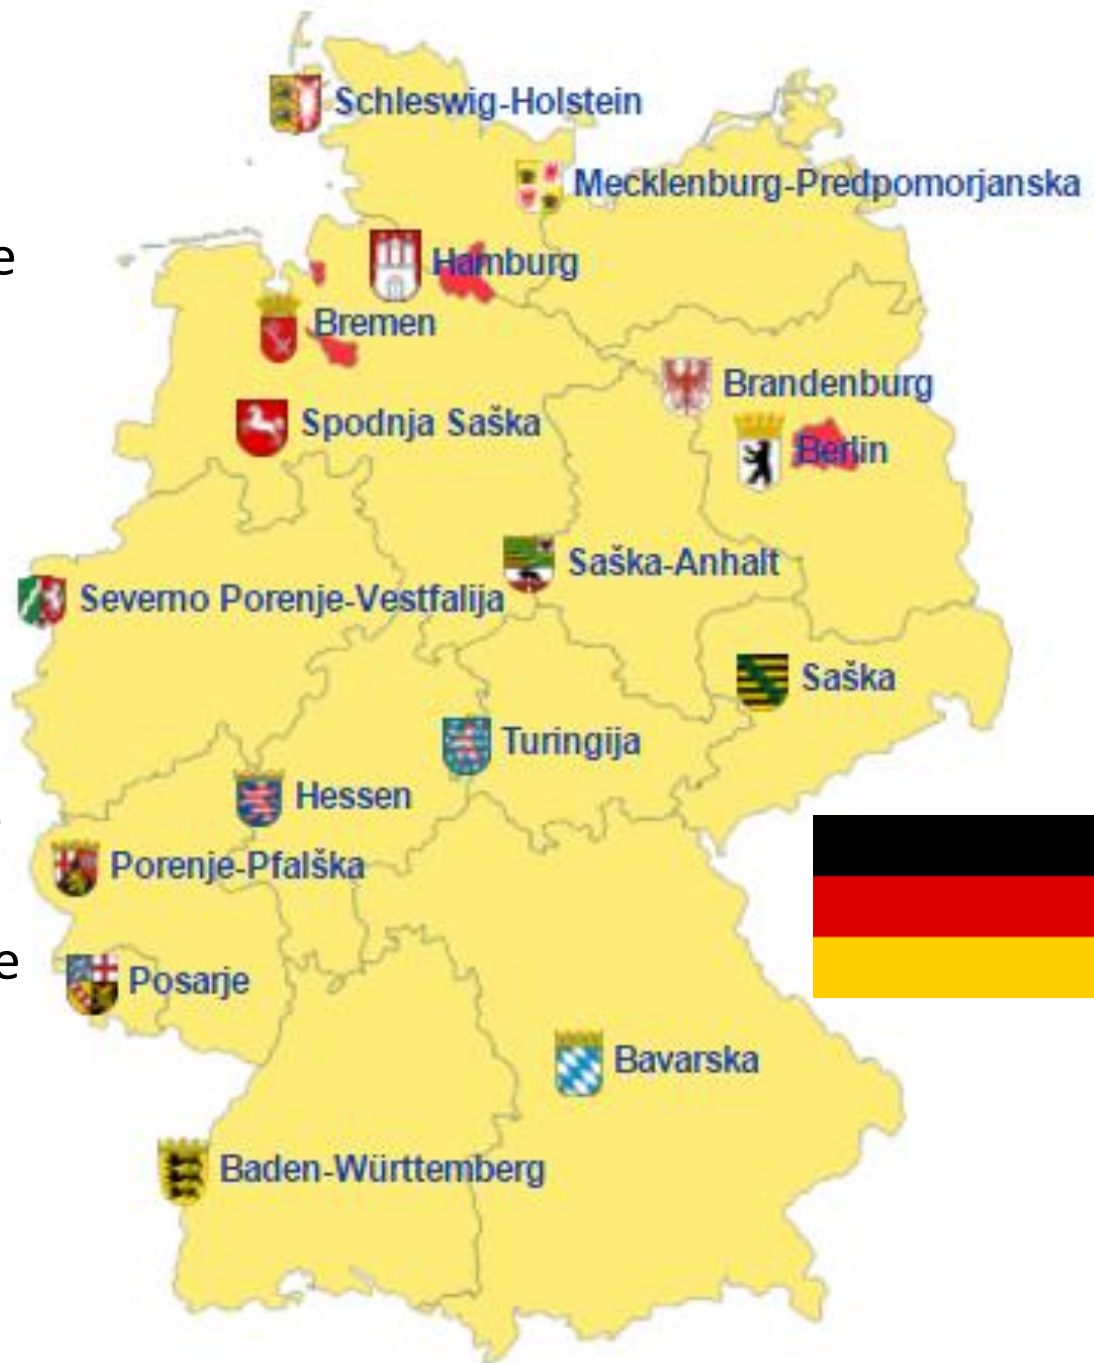 Schleswig-Holstein
Mecklenburg-Predpomorjanska
e
Hamburg
Bremen
Brandenburg
Spodnja Saška
Berlin
Saška-Anhalt
Severno Porenje-Vestfalija
Saška
Turingija
Hessen
Porenje-Pfalška
e
Posarje
Bavarska
Baden-Württemberg